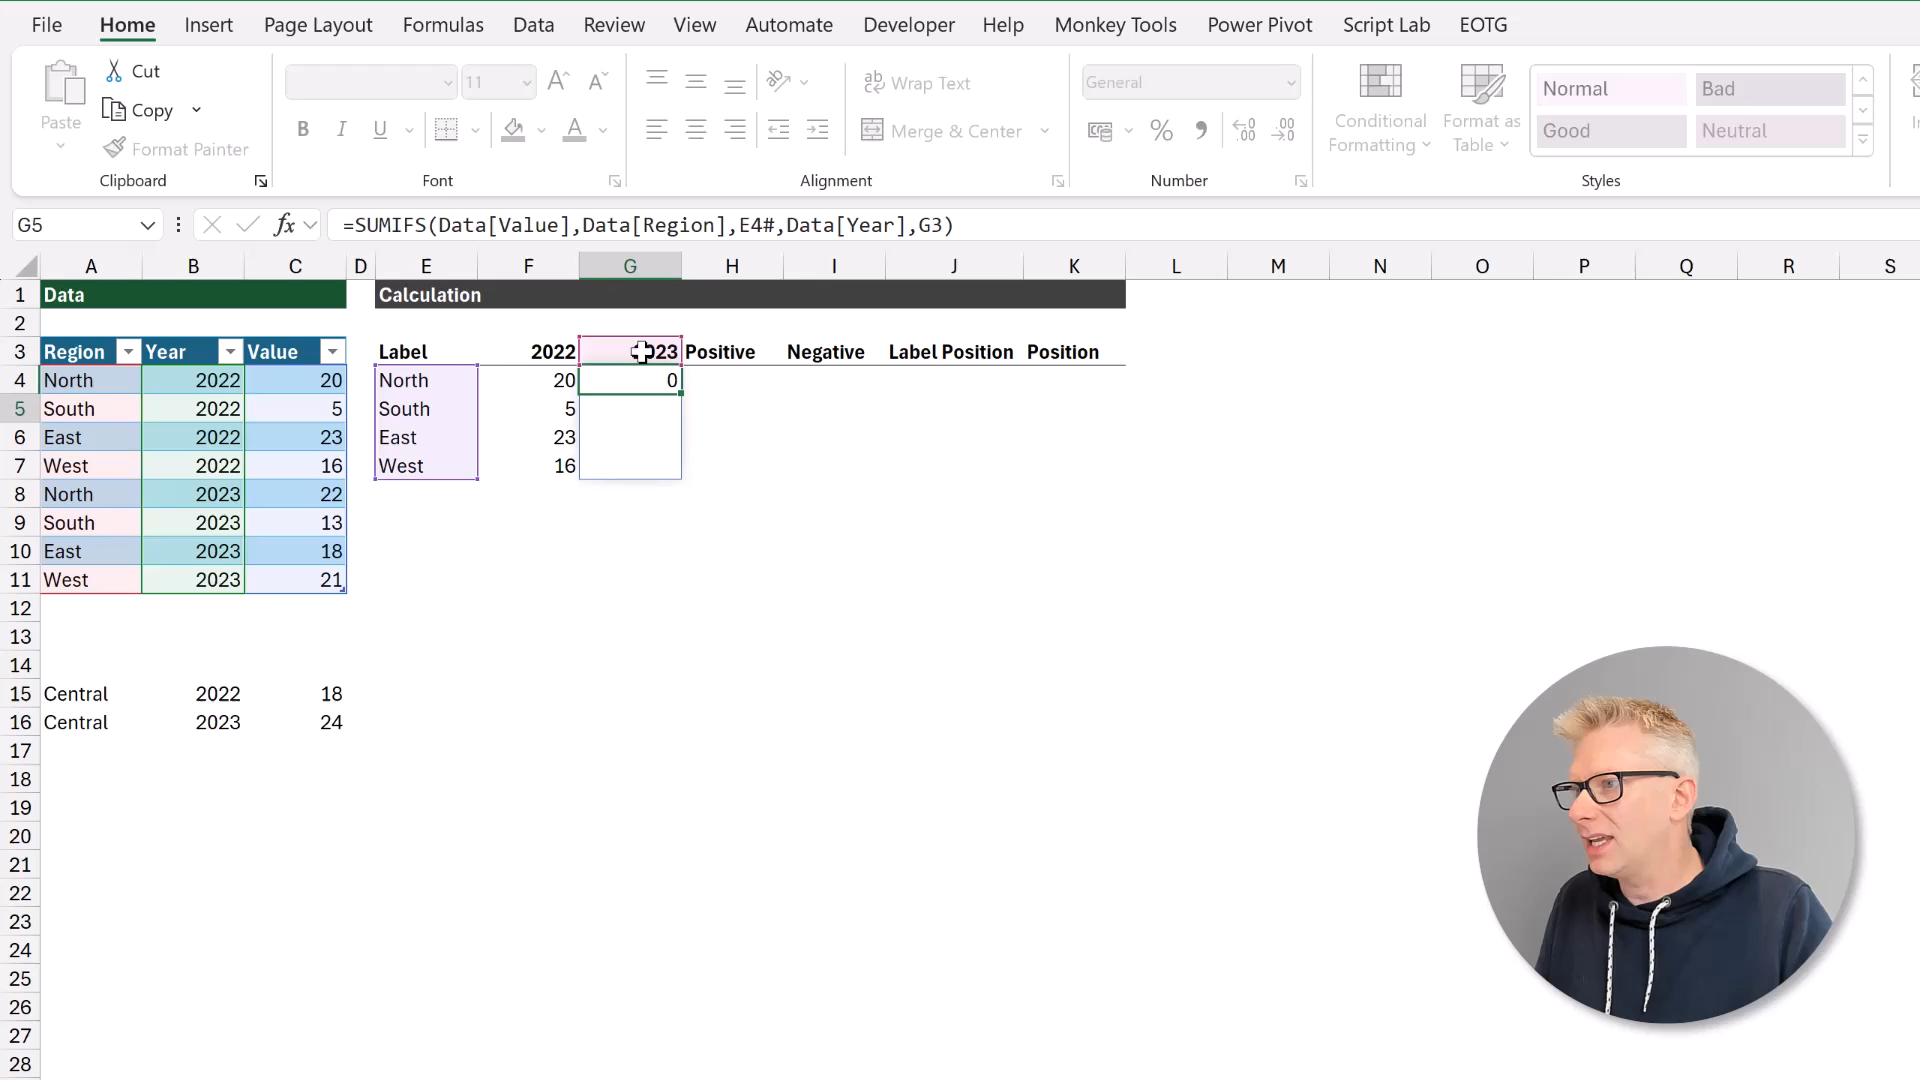 File Home Insert Page Layout Formulas Data Review View Automate Developer Help Monkey Tools Power Pivot Script Lab EOTG
Paste
Cut
Copy
Format Painter
Clipboard
11
B I U
Font
Wrap Text
Merge & Center
Alignment
General
Number
Conditional Formatting
Format as Table
Normal Bad
Good Neutral
Styles
G5 fx =SUMIFS(Data[Value],Data[Region],E4#,Data[Year],G3)
A B C D E F G H I J K L M N O P Q R S
1 Data Calculation
2
3 Region Year Value Label 2022 023 Positive Negative Label Position Position
4 North 2022 20 North 20 0
5 South 2022 5 South 5
6 East 2022 23 East 23
7 West 2022 16 West 16
8 North 2023 22
9 South 2023 13
10 East 2023 18
11 West 2023 21
12
13
14
15 Central 2022 18
16 Central 2023 24
17
18
19
20
21
22
23
24
25
26
27
28